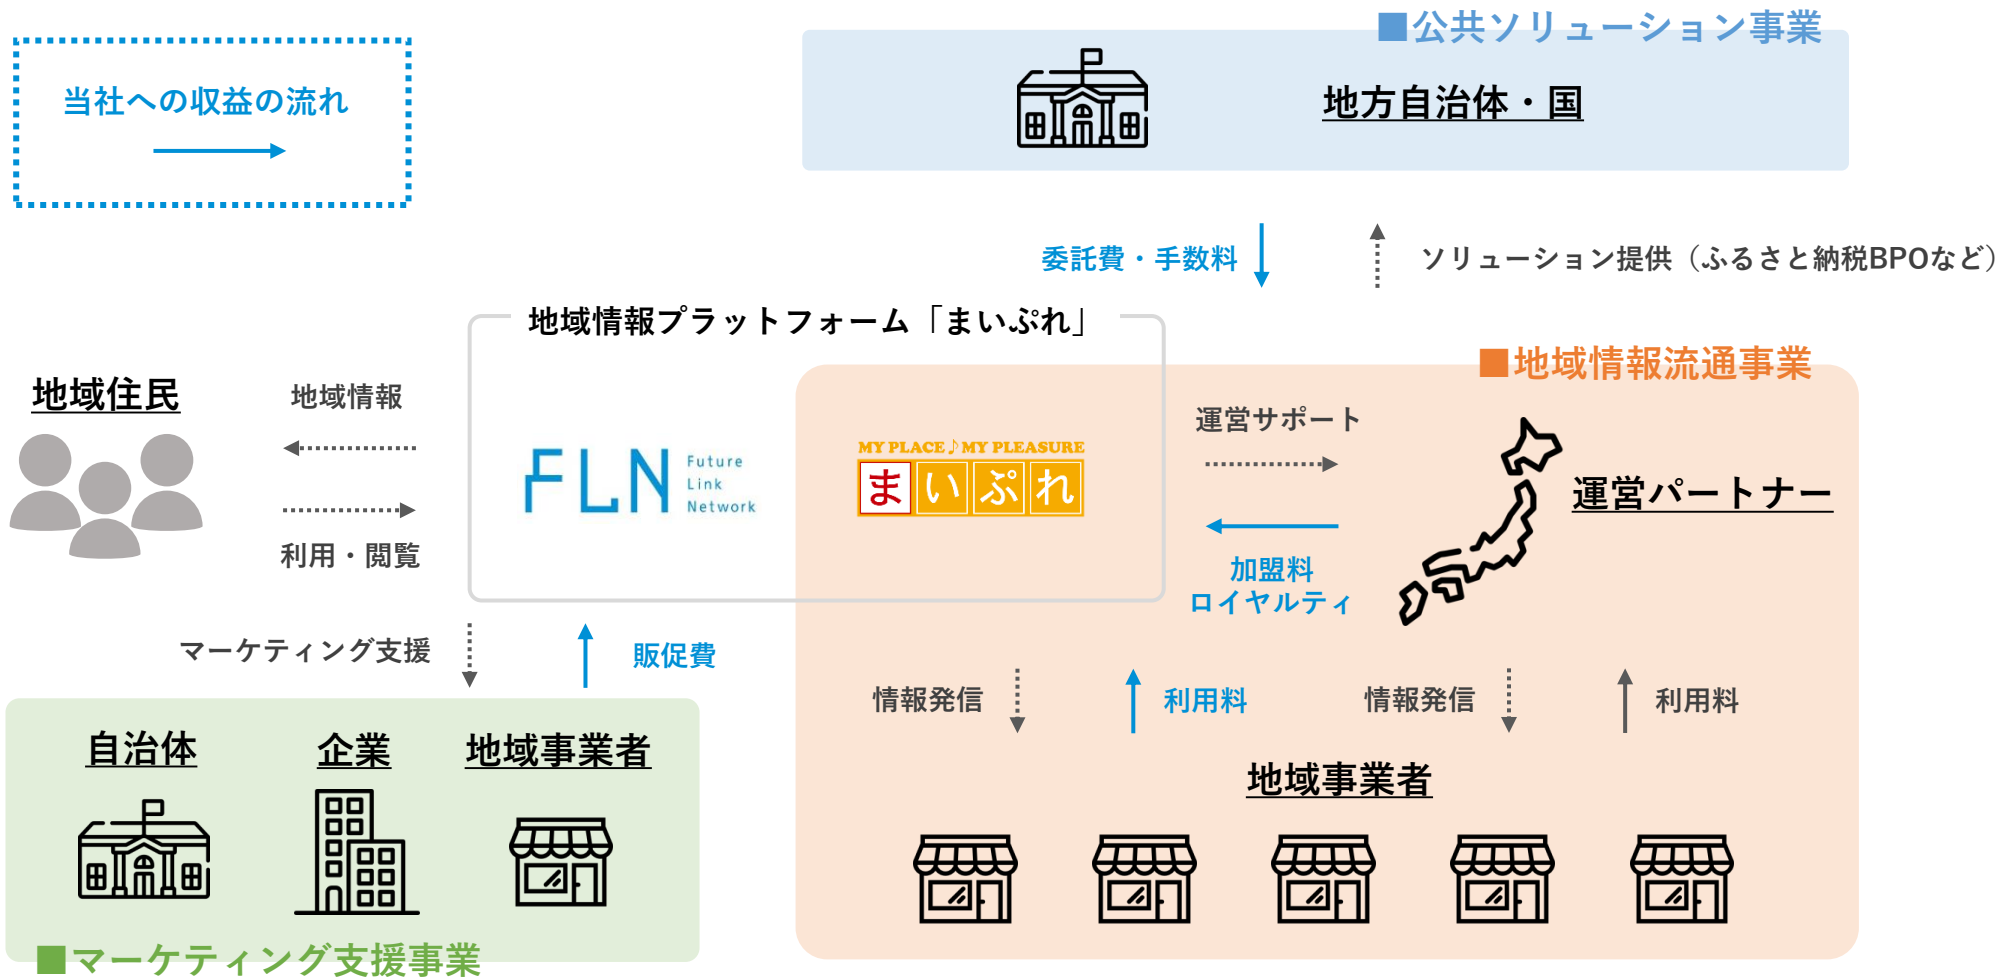 ■公共ソリューション事業
当社への収益の流れ
地方自治体・国
委託費・手数料
ソリューション提供（ふるさと納税BPOなど）
地域情報プラットフォーム「まいぷれ」
■地域情報流通事業
地域住民
地域情報
利用・閲覧
FLN
Future
Link
Network
MY PLACE♪MY PLEASURE
まいぷれ
運営サポート
運営パートナー
加盟料
ロイヤルティ
マーケティング支援
販促費
情報発信
利用料
情報発信
利用料
自治体
企業
地域事業者
地域事業者
■マーケティング支援事業